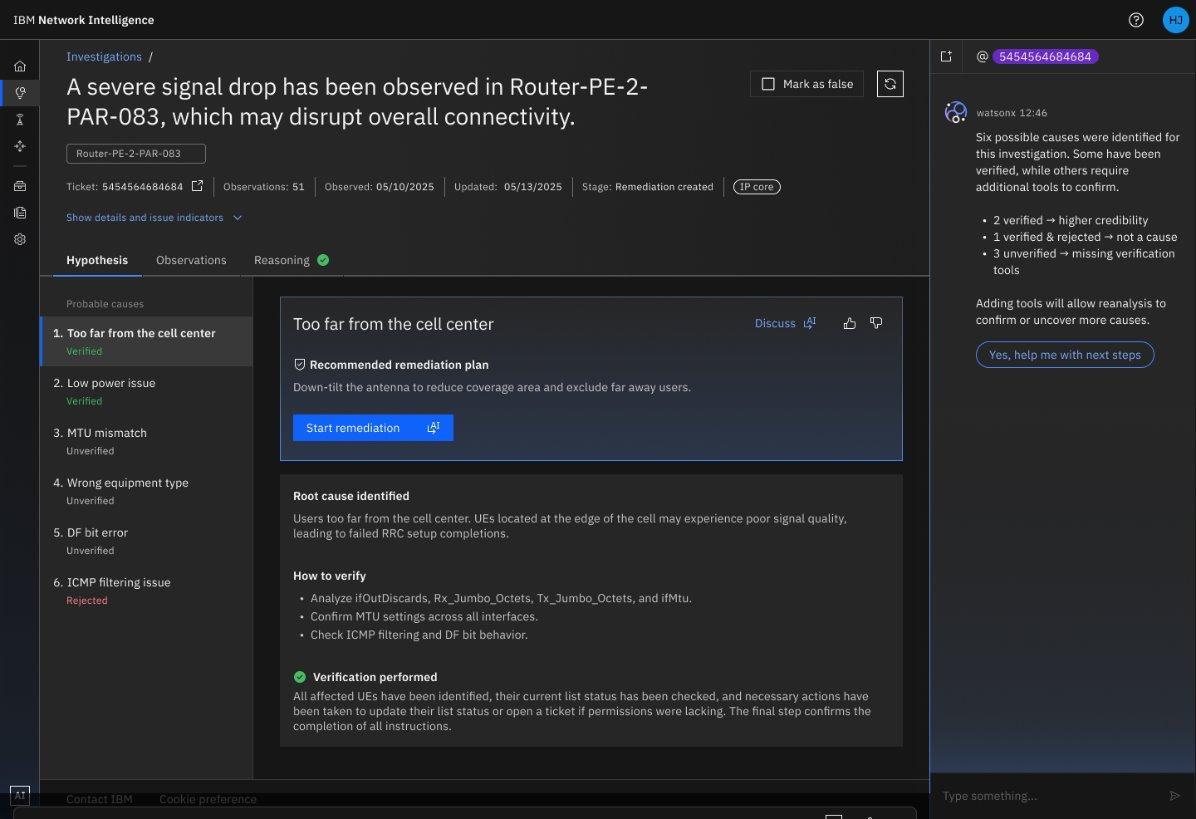 IBM Network Intelligence
HJ
Investigations /
A severe signal drop has been observed in Router-PE-2-
PAR-083, which may disrupt overall connectivity.
Mark as false
Router-PE-2-PAR-083
Ticket: 5454564684684 Observations: 51 Observed: 05/10/2025 Updated: 05/13/2025 Stage: Remediation created IP core
Show details and issue indicators
Hypothesis Observations Reasoning
Probable causes
1. Too far from the cell center
Verified
2. Low power issue
Verified
3. MTU mismatch
Unverified
4. Wrong equipment type
Unverified
5. DF bit error
Unverified
6. ICMP filtering issue
Rejected
Too far from the cell center
Discuss AI
Recommended remediation plan
Down-tilt the antenna to reduce coverage area and exclude far away users.
Start remediation AI
Root cause identified
Users too far from the cell center. UEs located at the edge of the cell may experience poor signal quality,
leading to failed RRC setup completions.
How to verify
• Analyze ifOutDiscards, Rx_Jumbo_Octets, Tx_Jumbo_Octets, and ifMtu.
• Confirm MTU settings across all interfaces.
• Check ICMP filtering and DF bit behavior.
Verification performed
All affected UEs have been identified, their current list status has been checked, and necessary actions have
been taken to update their list status or open a ticket if permissions were lacking. The final step confirms the
completion of all instructions.
AI
Contact IBM Cookie preference
@ 5454564684684
watsonx 12:46
Six possible causes were identified for
this investigation. Some have been
verified, while others require
additional tools to confirm.
• 2 verified → higher credibility
• 1 verified & rejected → not a cause
• 3 unverified → missing verification
tools
Adding tools will allow reanalysis to
confirm or uncover more causes.
Yes, help me with next steps
Type something...